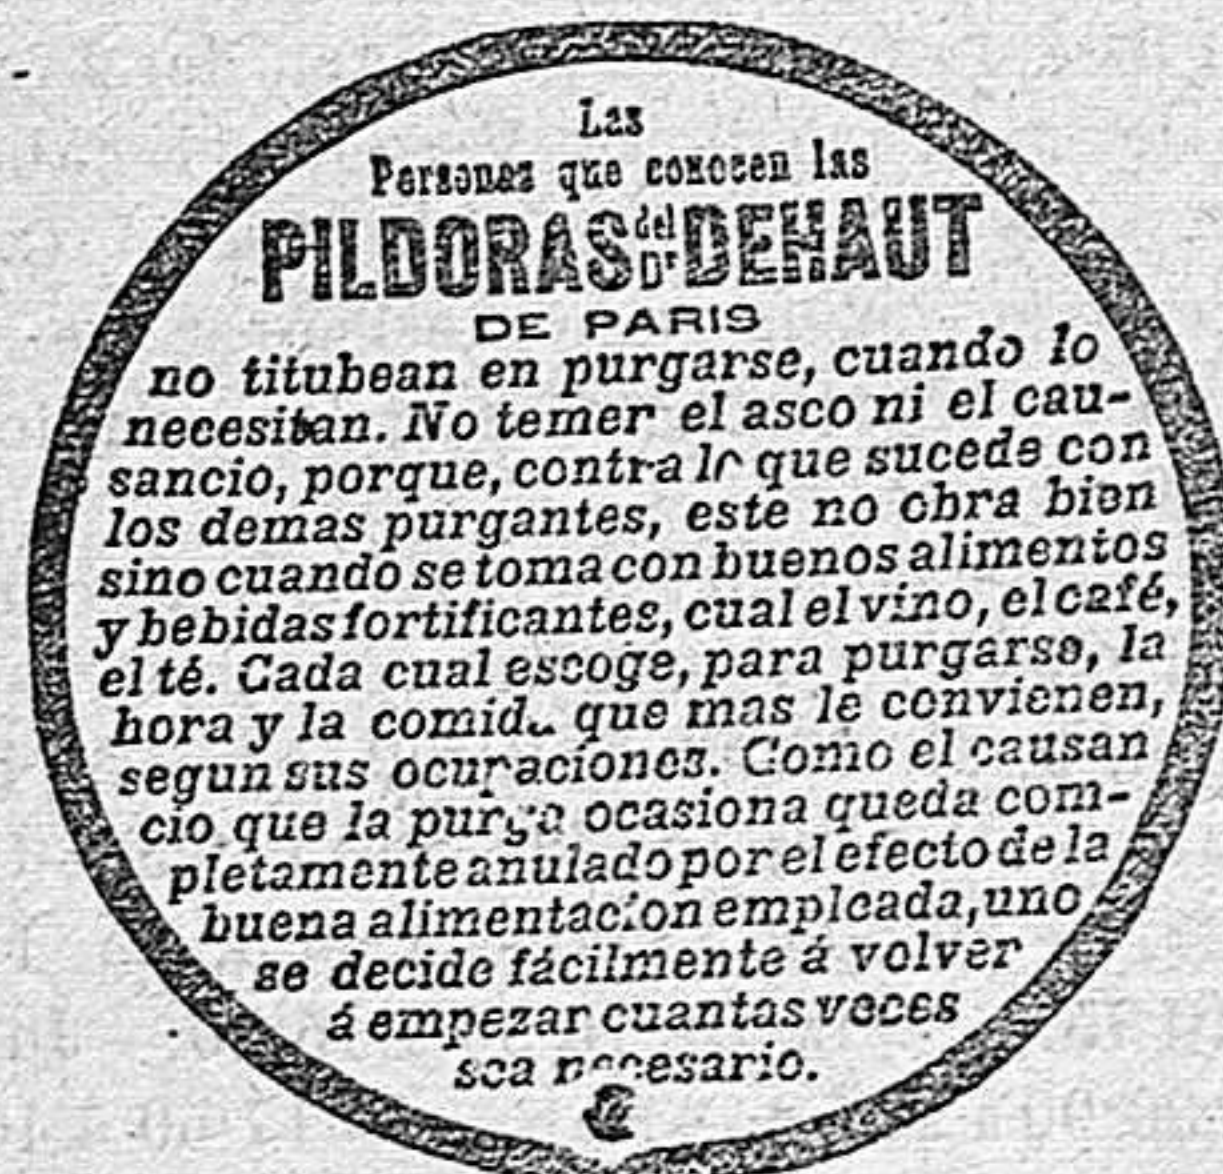 Las
Personas que conocen las
PILDORAS del Dr DEHAUT
DE PARIS
no titubean en purgarse, cuando lo
necesitan. No temer el asco ni el cau-
sancio, porque, contra lo que sucede con
los demas purgantes, este no obra bien
sino cuando se toma con buenos alimentos
y bebidas fortificantes, cual el vino, el café,
el té. Cada cual escoge, para purgarse, la
hora y la comida que mas le convienen,
segun sus ocupaciones. Como el causan
cio que la purga ocasiona queda com-
pletamente anulado por el efecto de la
buena alimentacion empleada, uno
se decide fácilmente á volver
á empezar cuantas veces
sea necesario.